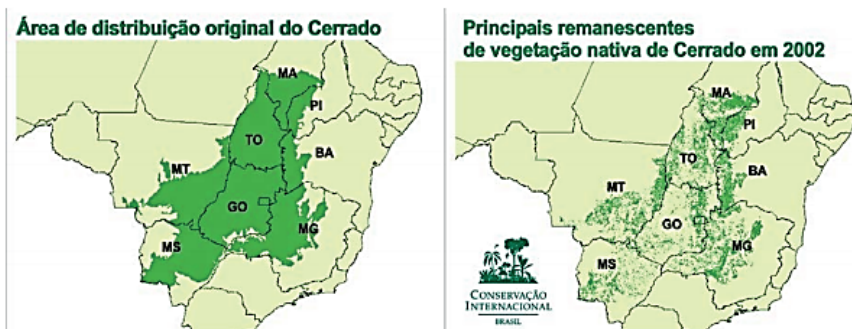 Área de distribuição original do Cerrado
MA
PI
TO
BA
MT
GO
MG
MS
Principais remanescentes
de vegetação nativa de Cerrado em 2002
MA
PI
TO
BA
MT
GO
MG
MS
CONSERVAÇÃO
INTERNACIONAL
BRASIL